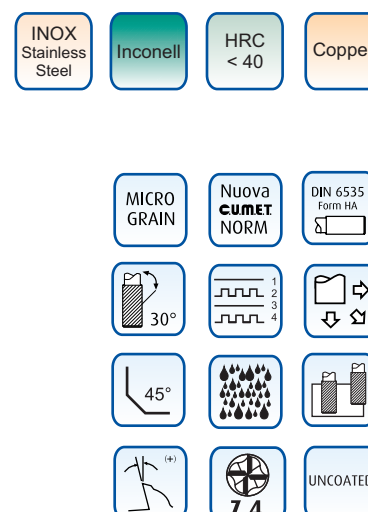 INOX
Stainless
Steel
Inconell
HRC
< 40
Coppe
MICRO
GRAIN
Nuova
C.U.M.E.T.
NORM
DIN 6535
Form HA
30°
1
2
3
4
45°
(+)
UNCOATED